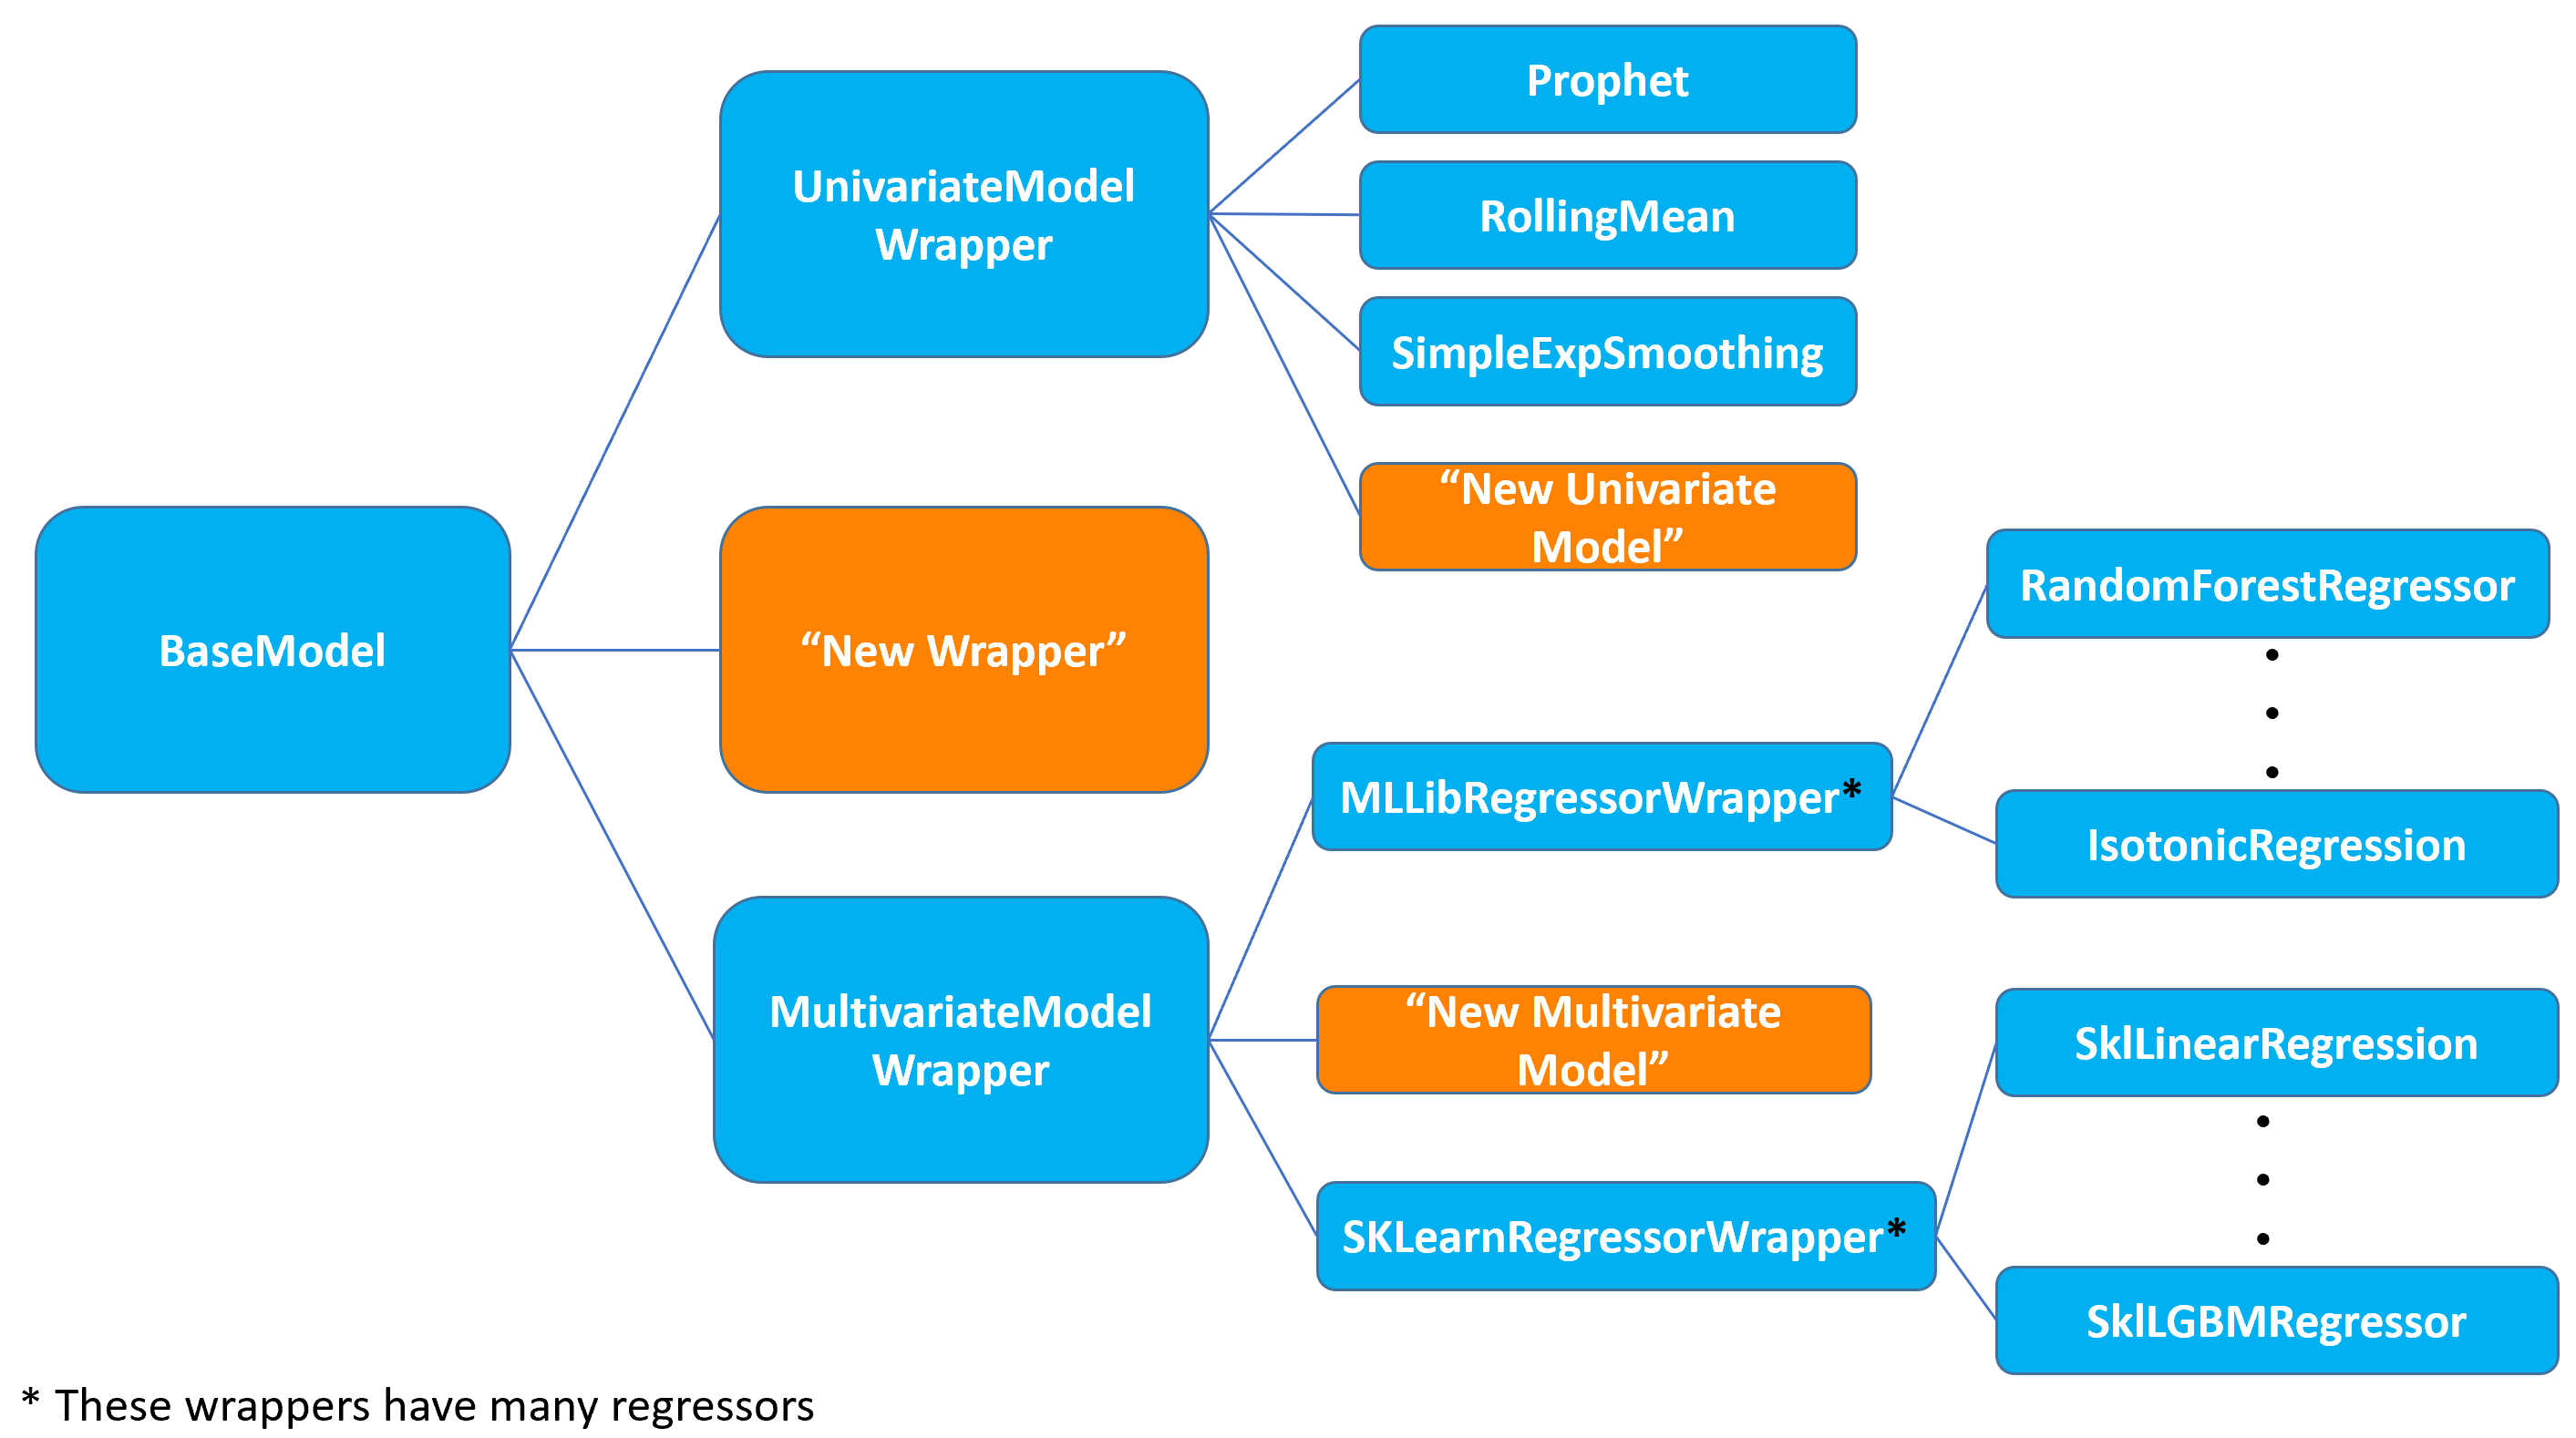 Prophet
UnivariateModel
Wrapper
RollingMean
SimpleExpSmoothing
“New Univariate
Model”
BaseModel
“New Wrapper”
RandomForestRegressor
MLLibRegressorWrapper*
IsotonicRegression
MultivariateModel
Wrapper
“New Multivariate
Model”
SklLinearRegression
SKLearnRegressorWrapper*
SklLGBMRegressor
* These wrappers have many regressors